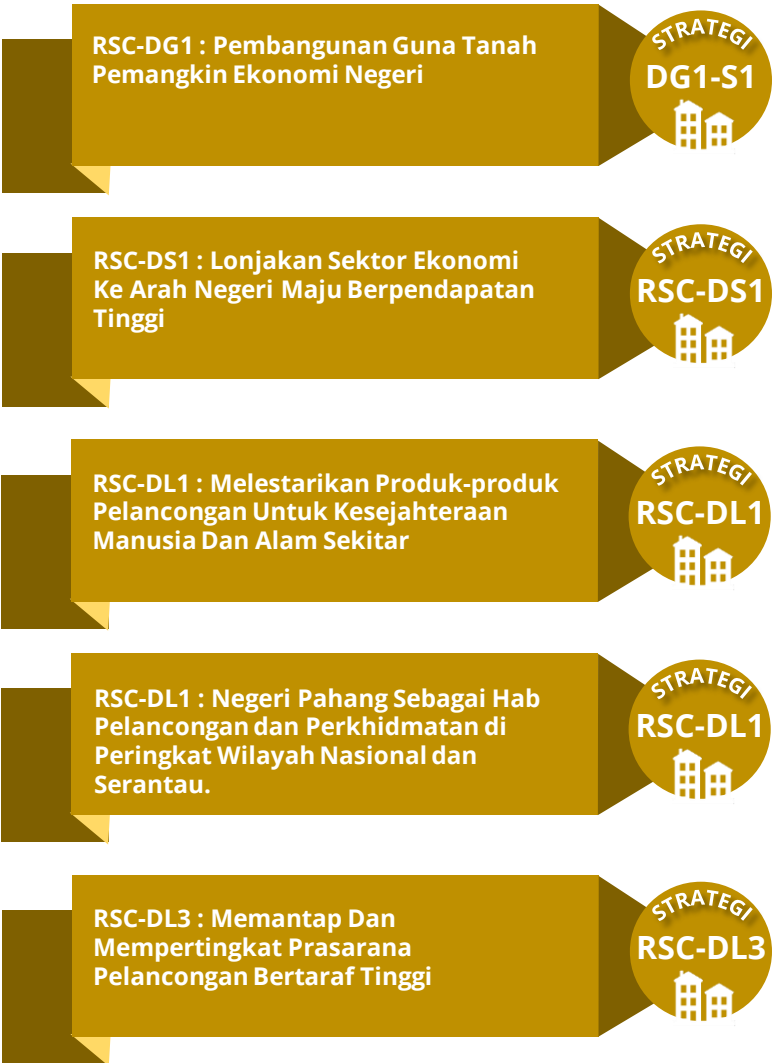 RSC-DG1 : Pembangunan Guna Tanah
Pemangkin Ekonomi Negeri
STRATEGI
DG1-S1
RSC-DS1 : Lonjakan Sektor Ekonomi
Ke Arah Negeri Maju Berpendapatan
Tinggi
STRATEGI
RSC-DS1
RSC-DL1 : Melestarikan Produk-produk
Pelancongan Untuk Kesejahteraan
Manusia Dan Alam Sekitar
STRATEGI
RSC-DL1
RSC-DL1 : Negeri Pahang Sebagai Hab
Pelancongan dan Perkhidmatan di
Peringkat Wilayah Nasional dan
Serantau.
STRATEGI
RSC-DL1
RSC-DL3 : Memantap Dan
Mempertingkat Prasarana
Pelancongan Bertaraf Tinggi
STRATEGI
RSC-DL3